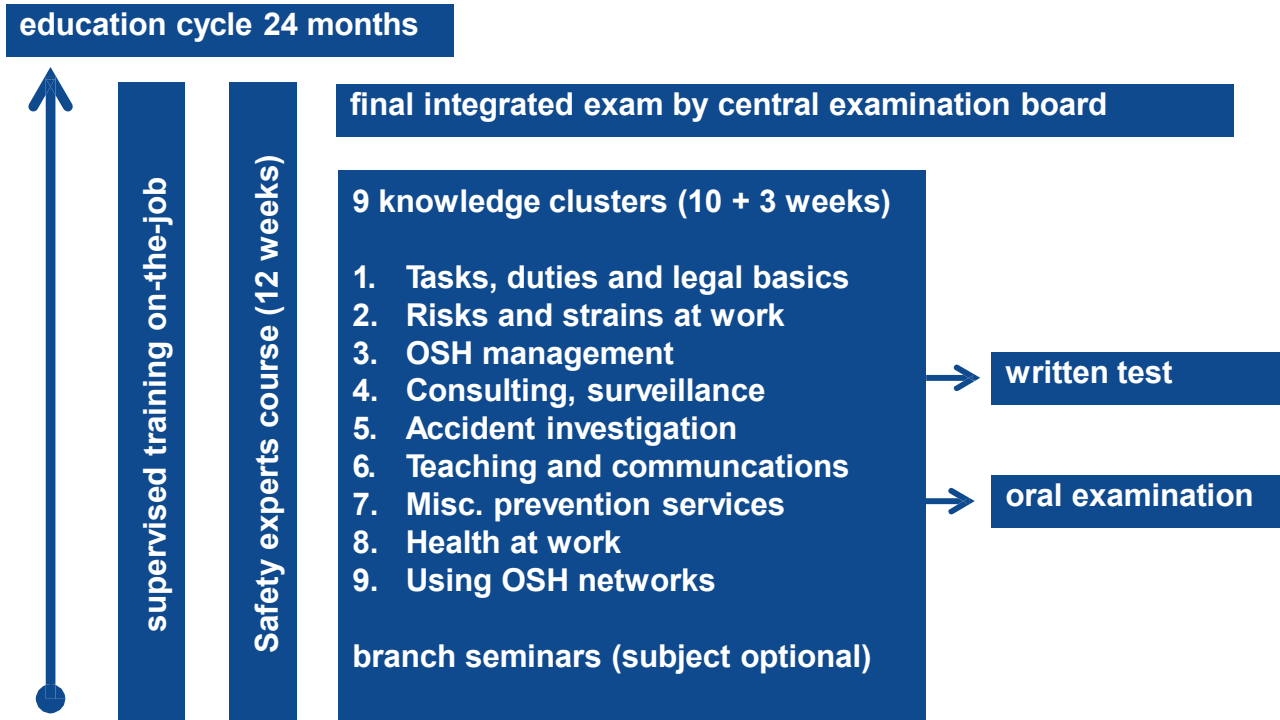 education cycle 24 months
supervised training on-the-job
Safety experts course (12 weeks)
final integrated exam by central examination board
9 knowledge clusters (10 + 3 weeks)
1. Tasks, duties and legal basics
2. Risks and strains at work
3. OSH management
4. Consulting, surveillance
5. Accident investigation
6. Teaching and communcations
7. Misc. prevention services
8. Health at work
9. Using OSH networks
branch seminars (subject optional)
written test
oral examination